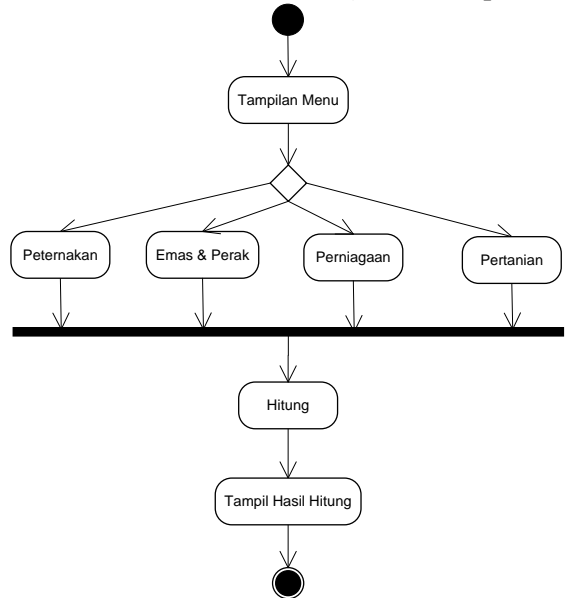 Tampilan Menu
Peternakan
Emas & Perak
Perniagaan
Pertanian
Hitung
Tampil Hasil Hitung